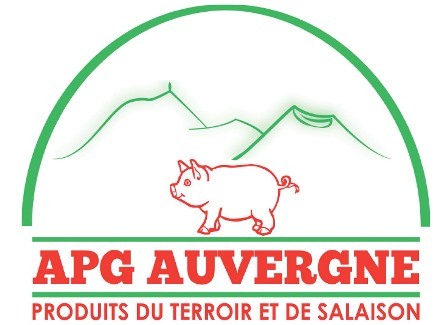 APG AUVERGNE
PRODUITS DU TERROIR ET DE SALAISON